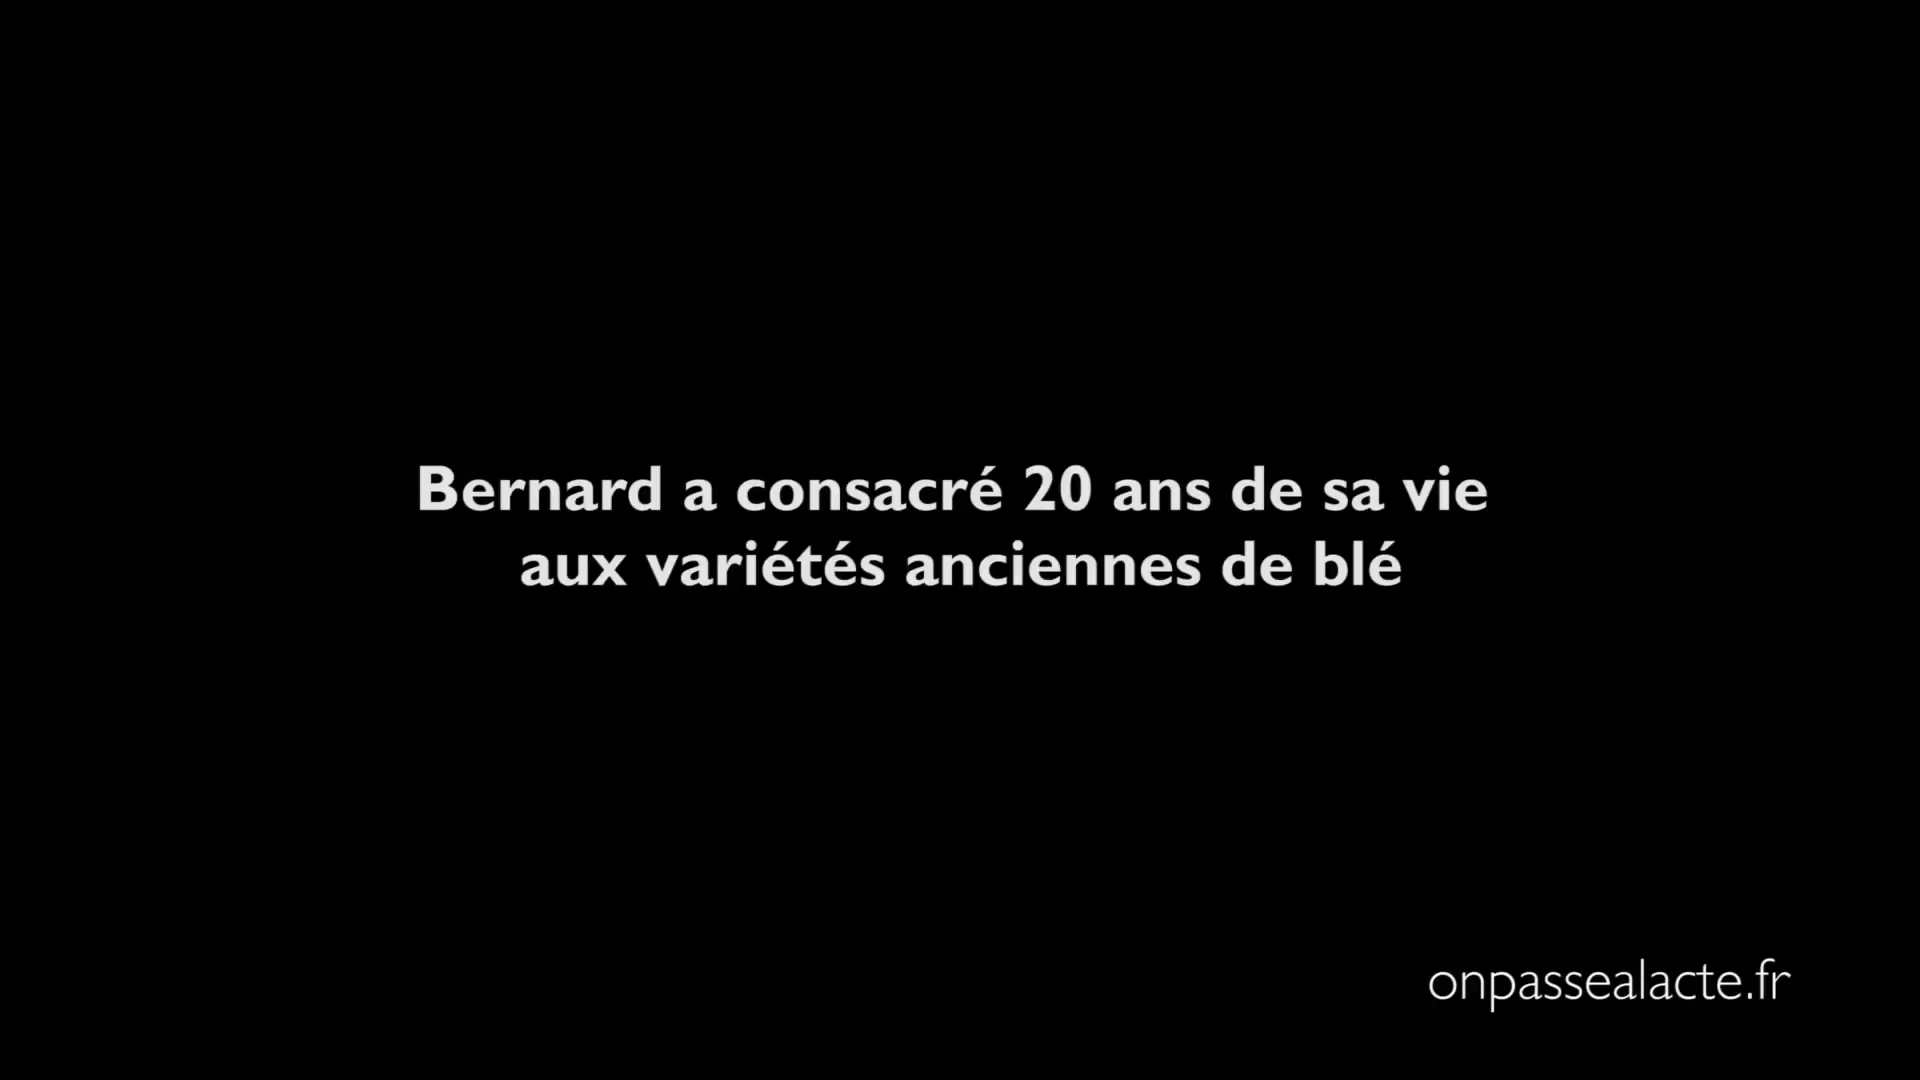 Bernard a consacré 20 ans de sa vie
aux variétés anciennes de blé
onpassealacte.fr